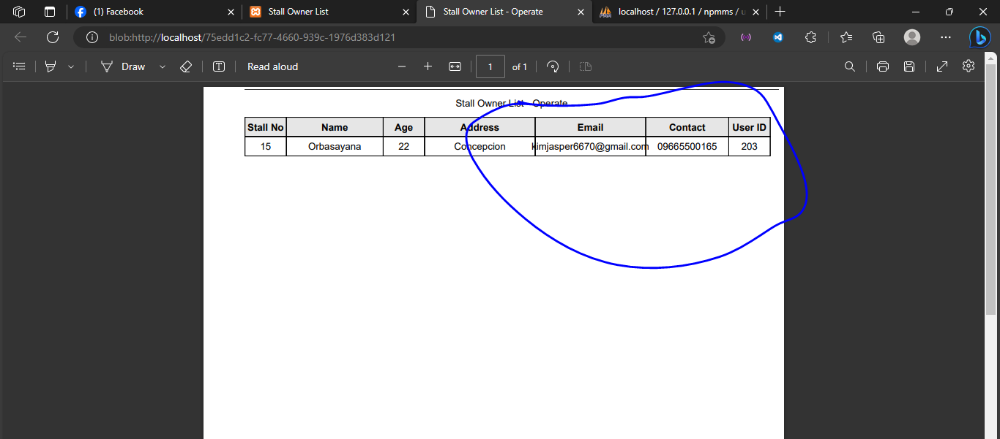 (1) Facebook
Stall Owner List
Stall Owner List - Operate
localhost / 127.0.0.1 / npmms / u
blob:http://localhost/75edd1c2-fc77-4660-939c-1976d383d121
Draw
Read aloud
1
of 1
Stall Owner List - Operate
Stall No Name Age Address Email Contact User ID
15 Orbasayana 22 Concepcion kimjasper6670@gmail.com 09665500165 203